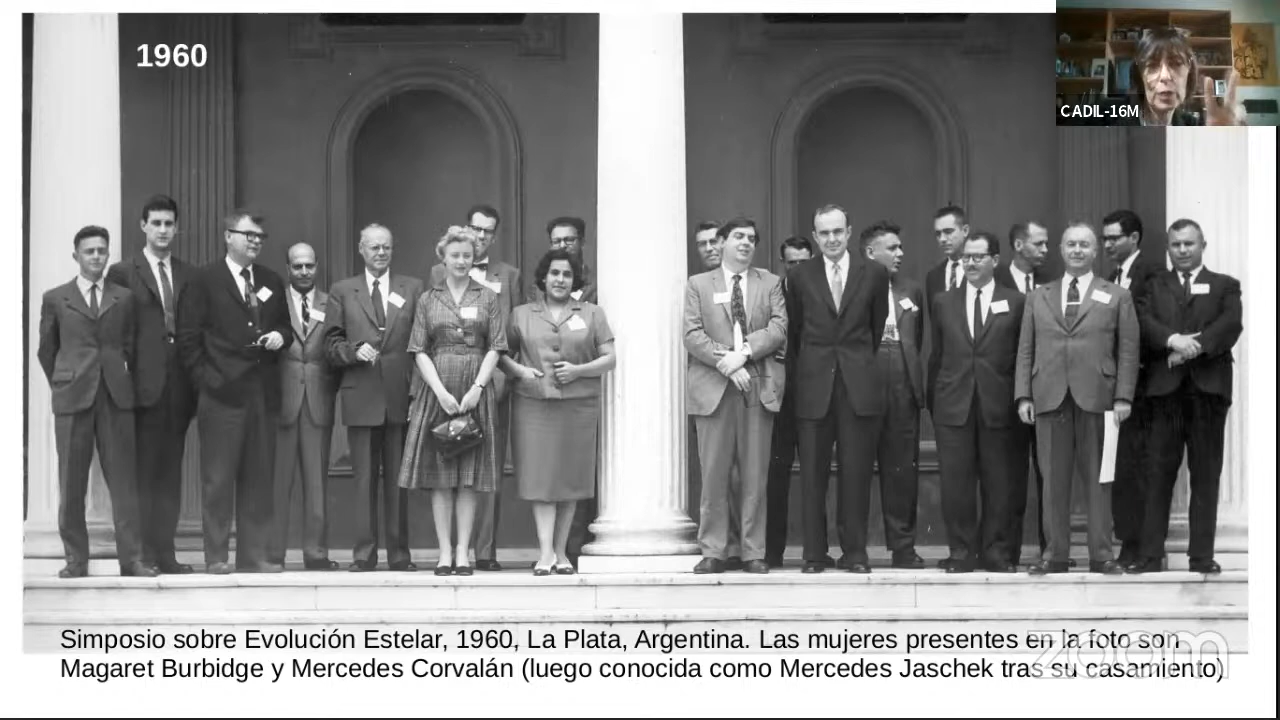 1960
CADIL-16M
Simposio sobre Evolución Estelar, 1960, La Plata, Argentina. Las mujeres presentes en la foto son
Magaret Burbidge y Mercedes Corvalán (luego conocida como Mercedes Jaschek tras su casamiento)
zoom